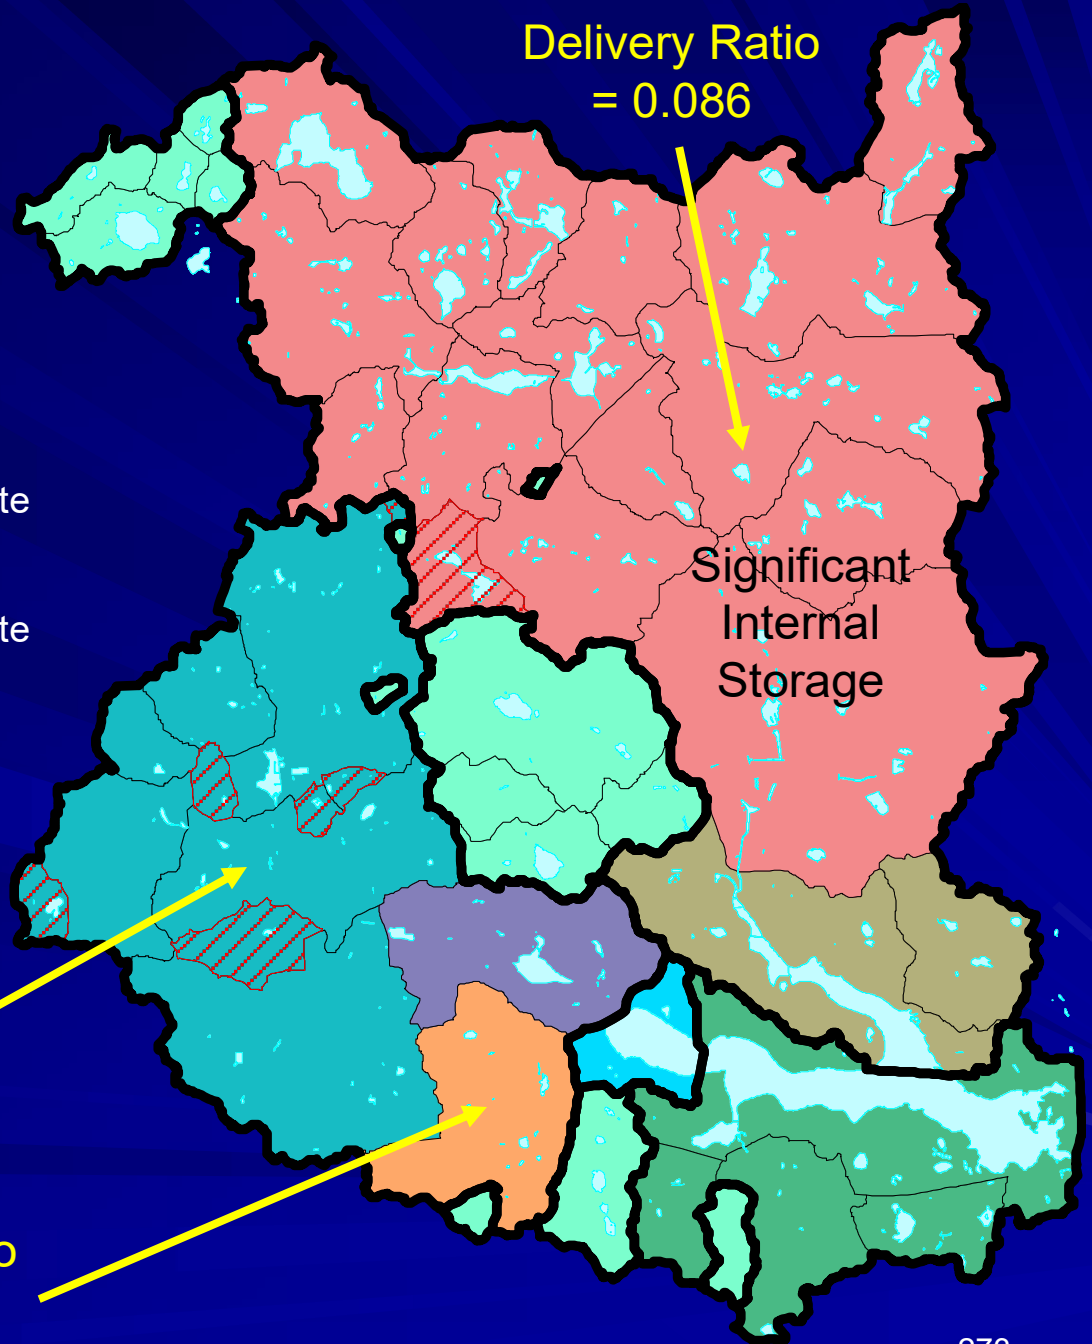 Delivery Ratio
= 0.086
te
Significant
Internal
te
Storage
o